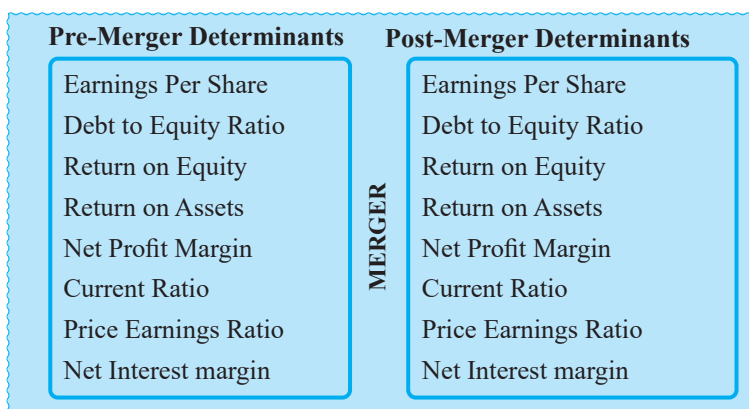 Pre-Merger Determinants
Earnings Per Share
Debt to Equity Ratio
Return on Equity
Return on Assets
Net Profit Margin
Current Ratio
Price Earnings Ratio
Net Interest margin
MERGER
Post-Merger Determinants
Earnings Per Share
Debt to Equity Ratio
Return on Equity
Return on Assets
Net Profit Margin
Current Ratio
Price Earnings Ratio
Net Interest margin